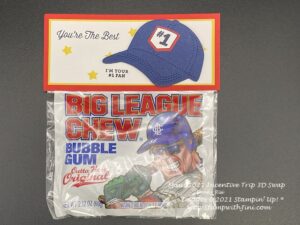 You're The Best
#1
I'M YOUR
#1 FAN
BIG LEAGUE
CHEW
BUBBLE
GUM
Outta Here
Original
Incentive Trip 3D Swap
©2021 Stampin' Up! *